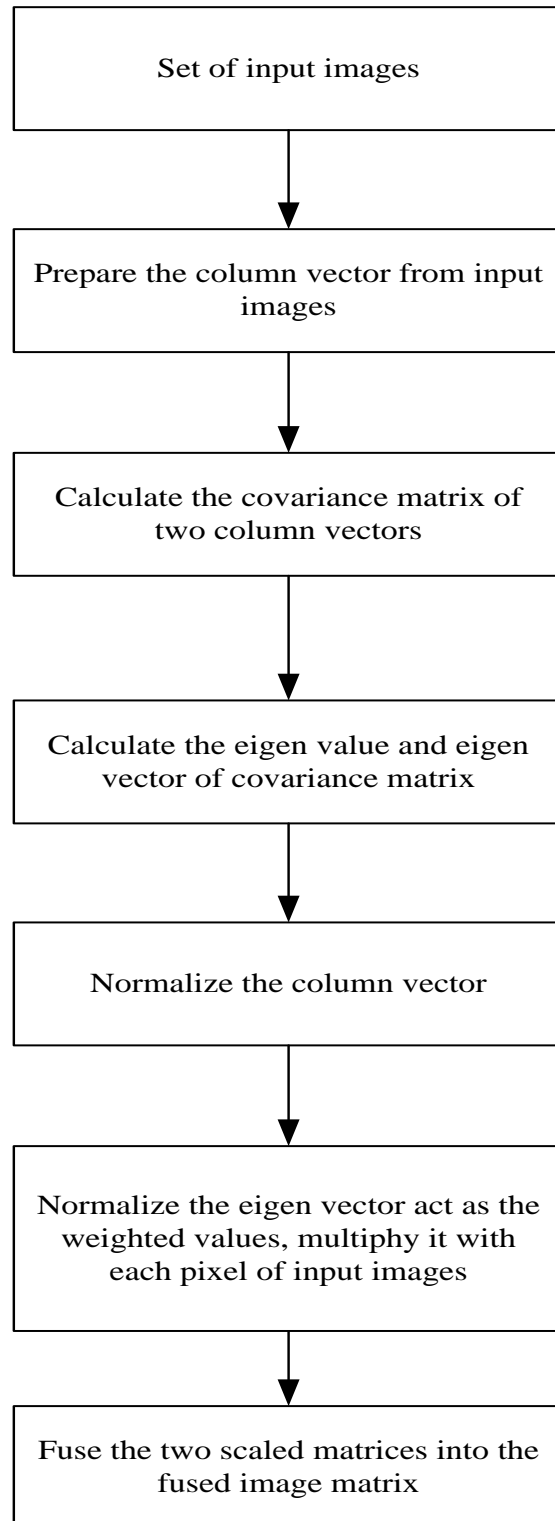 Set of input images
Prepare the column vector from input
images
Calculate the covariance matrix of
two column vectors
Calculate the eigen value and eigen
vector of covariance matrix
Normalize the column vector
Normalize the eigen vector act as the
weighted values, multiphy it with
each pixel of input images
Fuse the two scaled matrices into the
fused image matrix